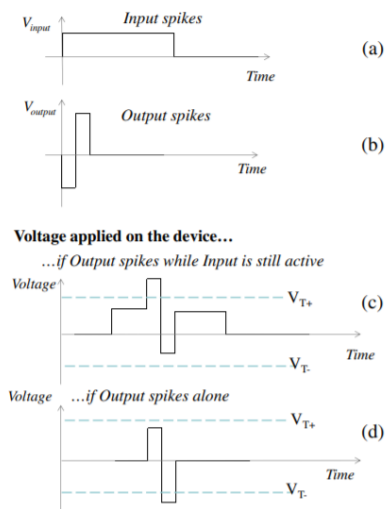 V_input
Input spikes
(a)
Time
V_output
Output spikes
(b)
Time
Voltage applied on the device…
…if Output spikes while Input is still active
Voltage
V_T+
(c)
Time
V_T-
Voltage …if Output spikes alone
V_T+
(d)
Time
V_T-